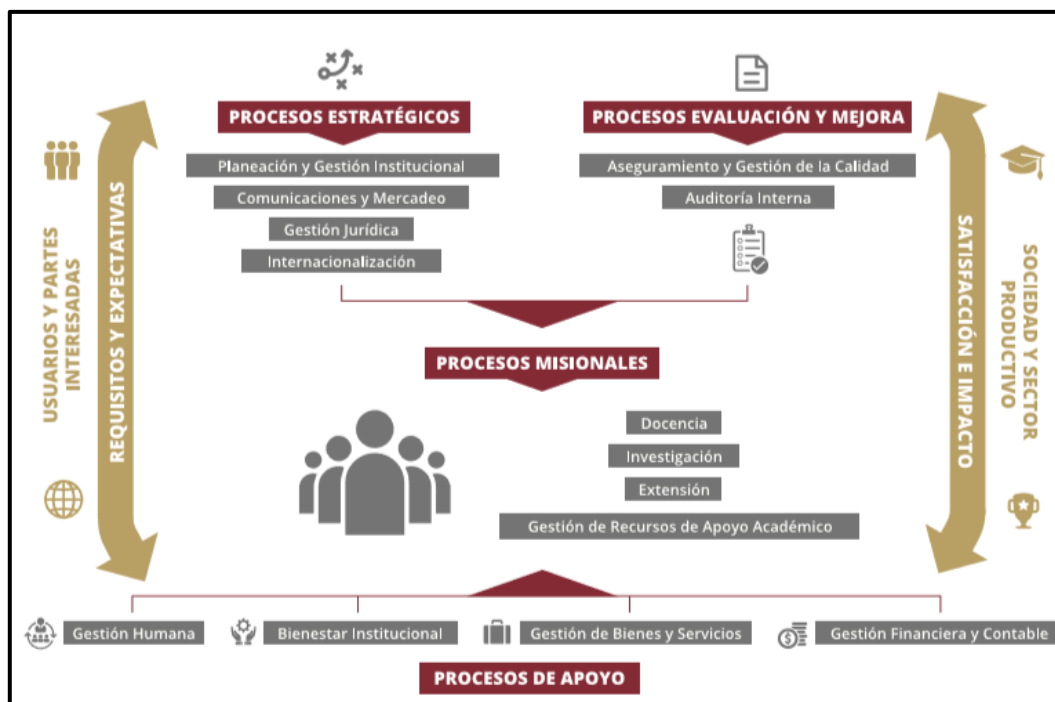 PROCESOS ESTRATÉGICOS
Planeación y Gestión Institucional
Comunicaciones y Mercadeo
Gestión Jurídica
Internacionalización
PROCESOS EVALUACIÓN Y MEJORA
Aseguramiento y Gestión de la Calidad
Auditoría Interna
USUARIOS Y PARTES
INTERESADAS
REQUISITOS Y EXPECTATIVAS
PROCESOS MISIONALES
Docencia
Investigación
Extensión
Gestión de Recursos de Apoyo Académico
SATISFACCIÓN E IMPACTO
SOCIEDAD Y SECTOR
PRODUCTIVO
Gestión Humana
Bienestar Institucional
Gestión de Bienes y Servicios
Gestión Financiera y Contable
PROCESOS DE APOYO